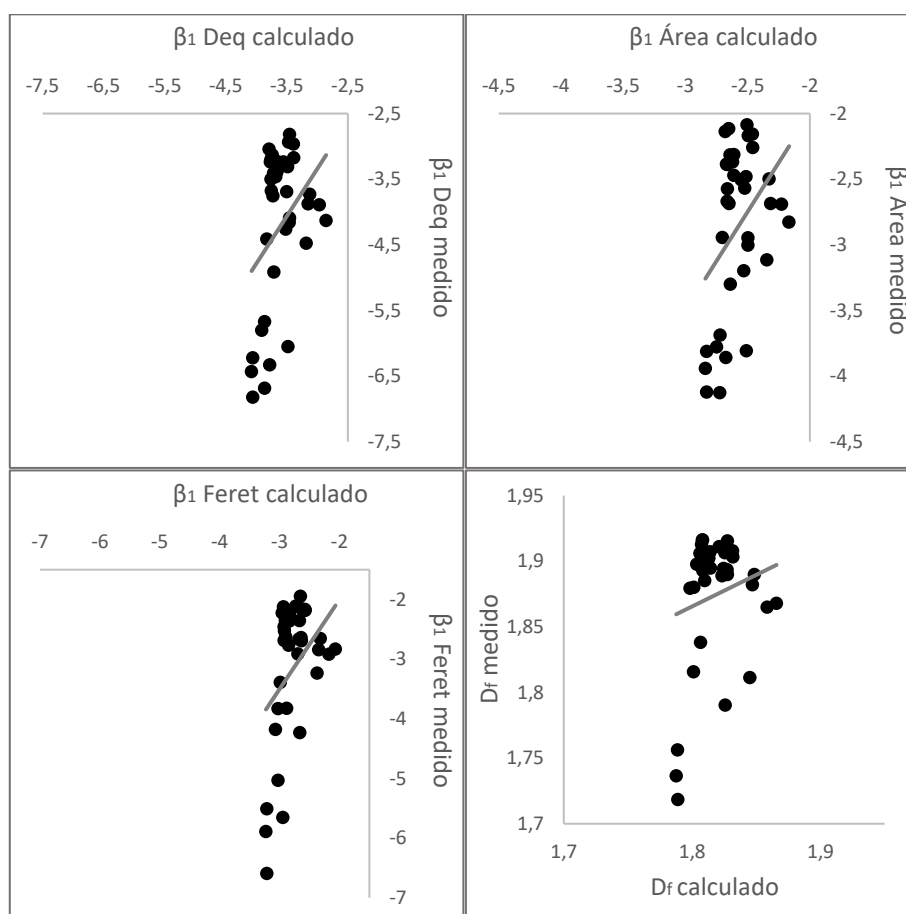 β₁ Deq calculado
-7,5 -6,5 -5,5 -4,5 -3,5 -2,5
-2,5
-3,5
-4,5
-5,5
-6,5
-7,5
β₁ Deq medido
β₁ Área calculado
-4,5 -4 -3,5 -3 -2,5 -2
-2
-2,5
-3
-3,5
-4
-4,5
β₁ Área medido
β₁ Feret calculado
-7 -6 -5 -4 -3 -2
-2
-3
-4
-5
-6
-7
β₁ Feret medido
1,95
1,9
1,85
1,8
1,75
1,7
Df medido
1,7 1,8 1,9
Df calculado